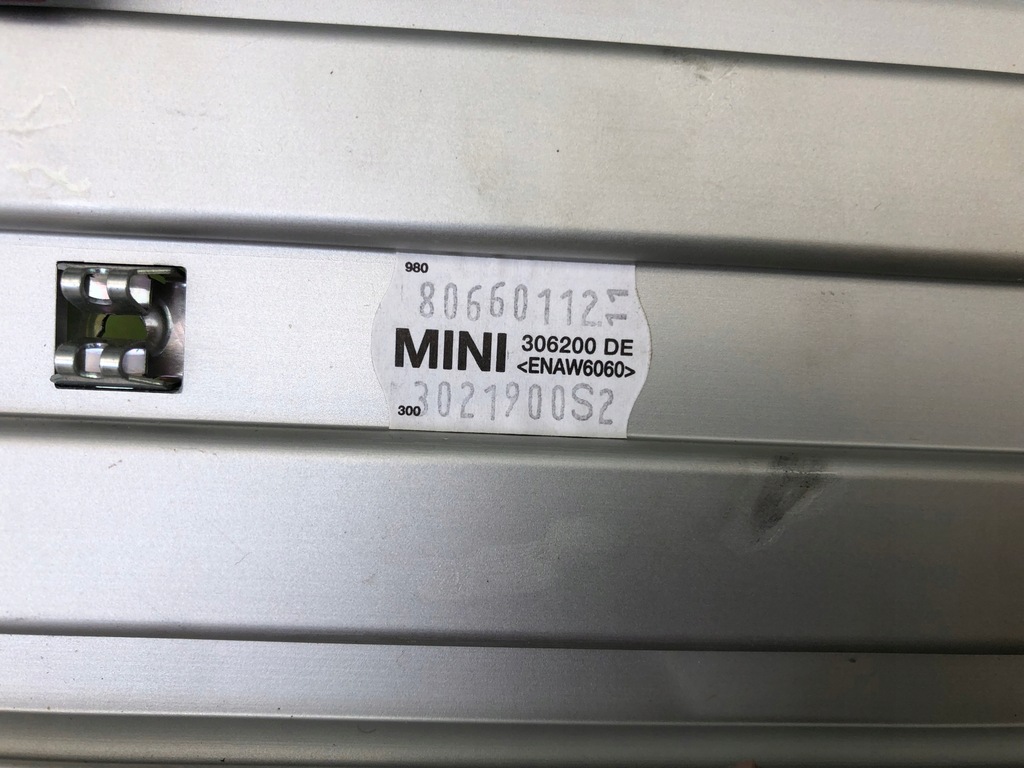 980
80660112 11
MINI 306200 DE
<ENAW6060>
300 3021900S2